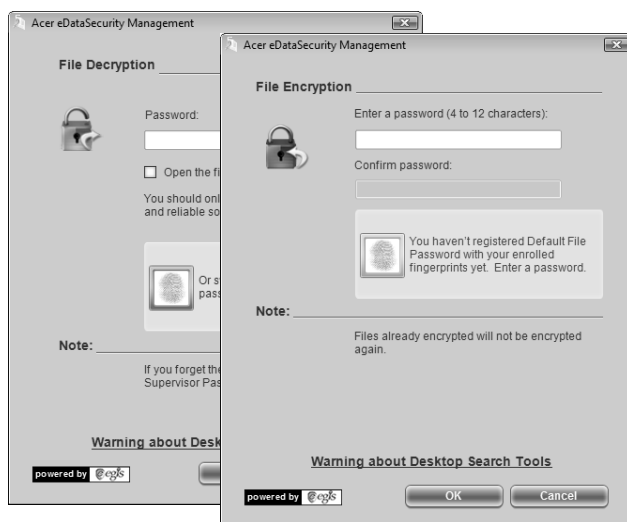 Acer eDataSecurity Management
File Decryption
Password:
Open the fi
You should onl
and reliable so
Or s
pass
Note:
If you forget the
Supervisor Pas
Warning about Desk
powered by egis
Acer eDataSecurity Management
File Encryption
Enter a password (4 to 12 characters):
Confirm password:
You haven't registered Default File
Password with your enrolled
fingerprints yet. Enter a password.
Note:
Files already encrypted will not be encrypted
again.
Warning about Desktop Search Tools
powered by egis
OK
Cancel